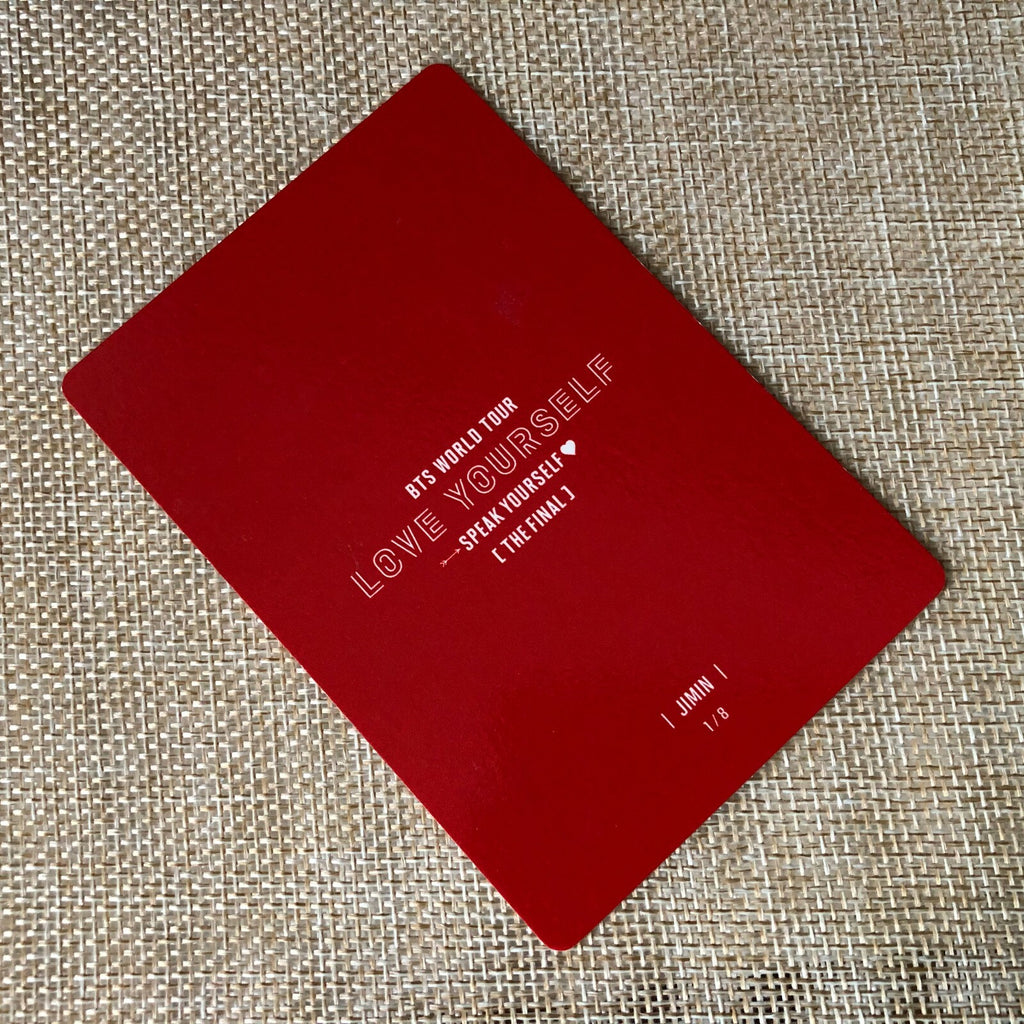 BTS WORLD TOUR
LOVE YOURSELF
SPEAK YOURSELF
[ THE FINAL ]
| JIMIN |
1/8